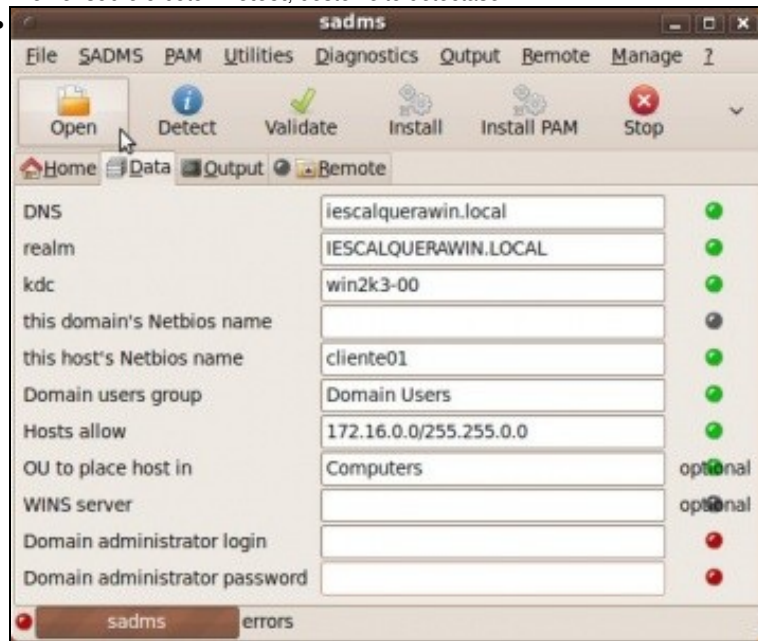 sadms
File SADMS PAM Utilities Diagnostics Output Remote Manage ?
Open Detect Validate Install Install PAM Stop
Home Data Output Remote
DNS iescalquerawin.local
realm IESCALQUERAWIN.LOCAL
kdc win2k3-00
this domain's Netbios name
this host's Netbios name cliente01
Domain users group Domain Users
Hosts allow 172.16.0.0/255.255.0.0
OU to place host in Computers optional
WINS server optional
Domain administrator login
Domain administrator password
sadms errors